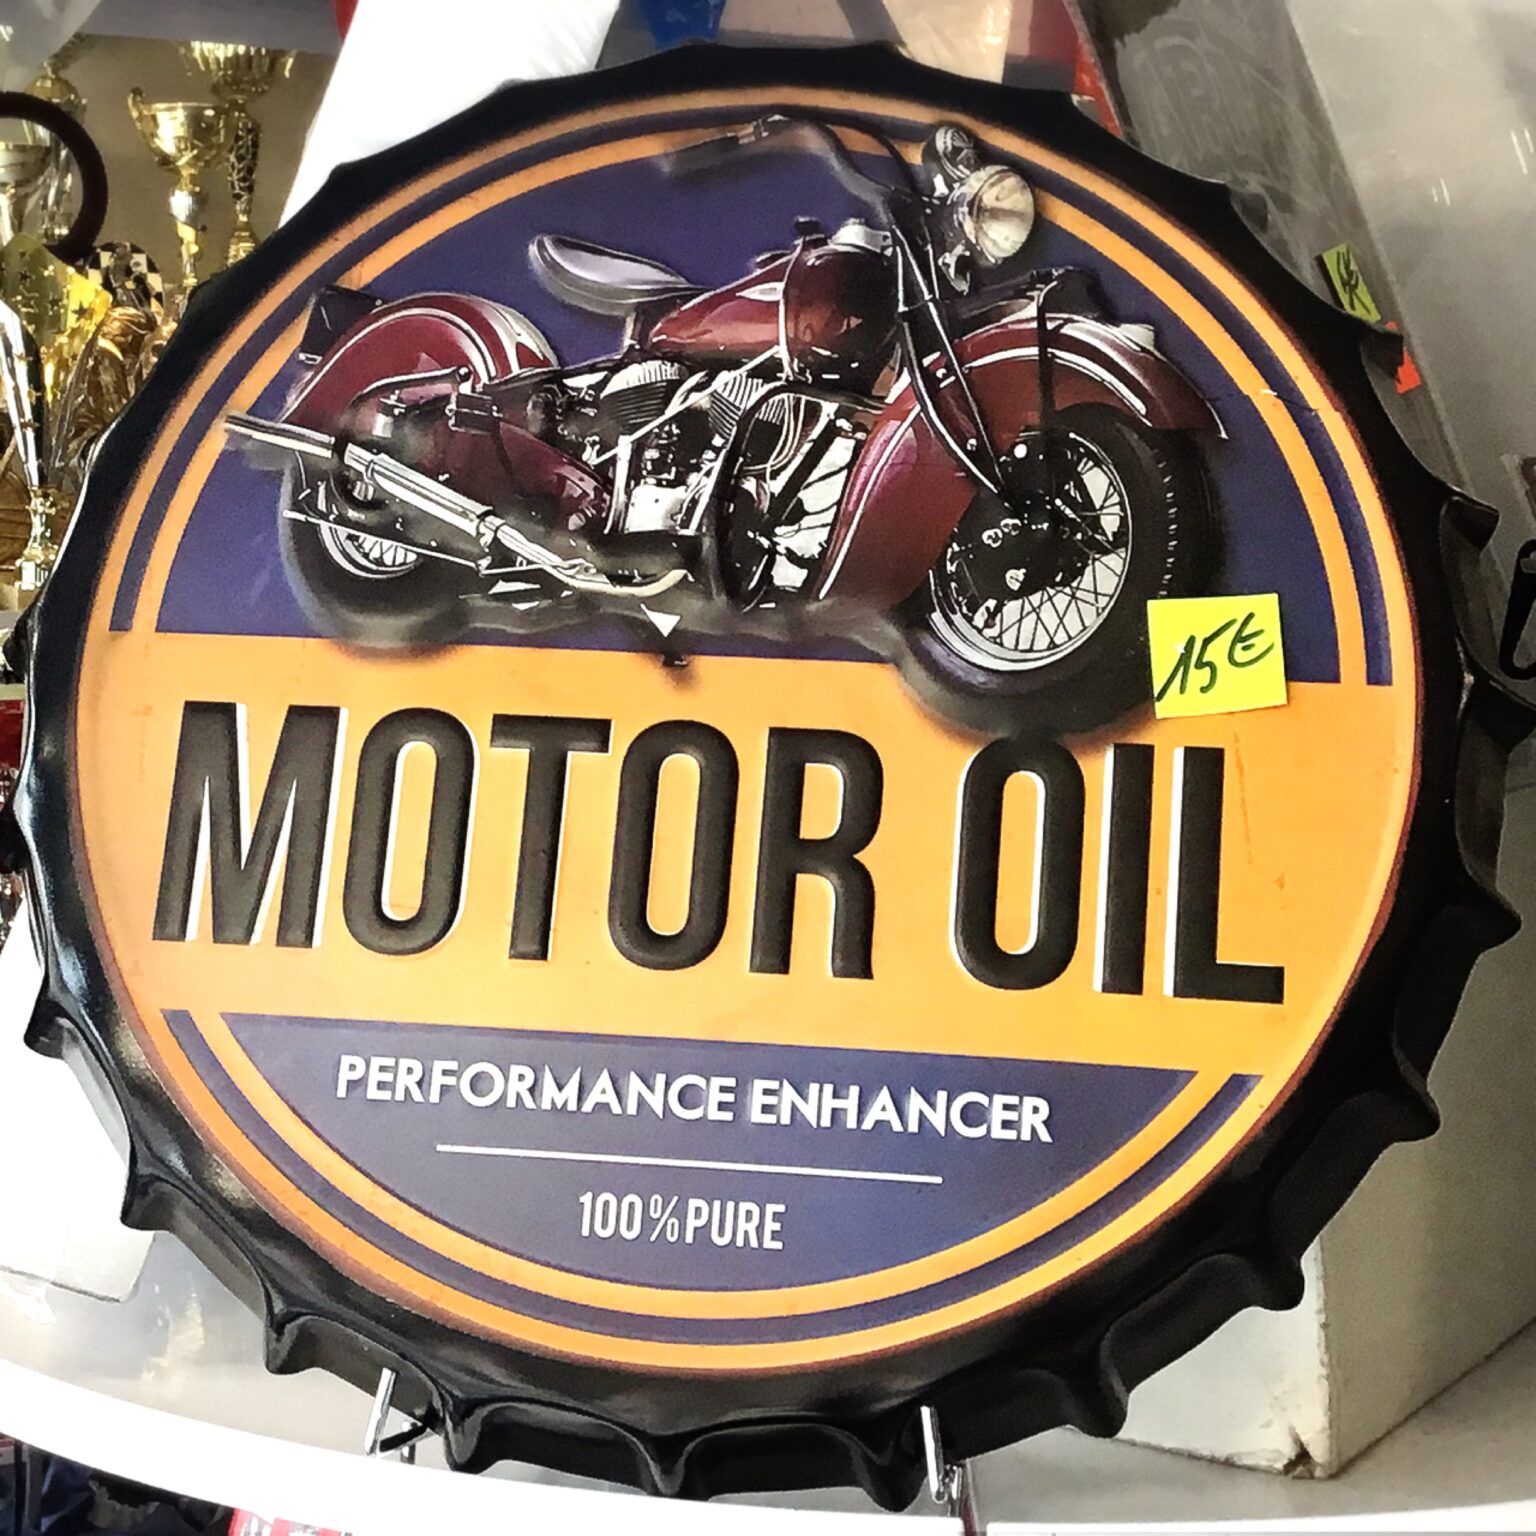 15€
MOTOR OIL
PERFORMANCE ENHANCER
100% PURE